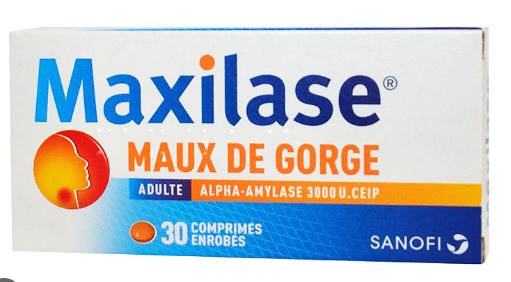 Maxilase®
MAUX DE GORGE
ADULTE ALPHA-AMYLASE 3000 U.CEIP
30 COMPRIMÉS
ENROBÉS
SANOFI